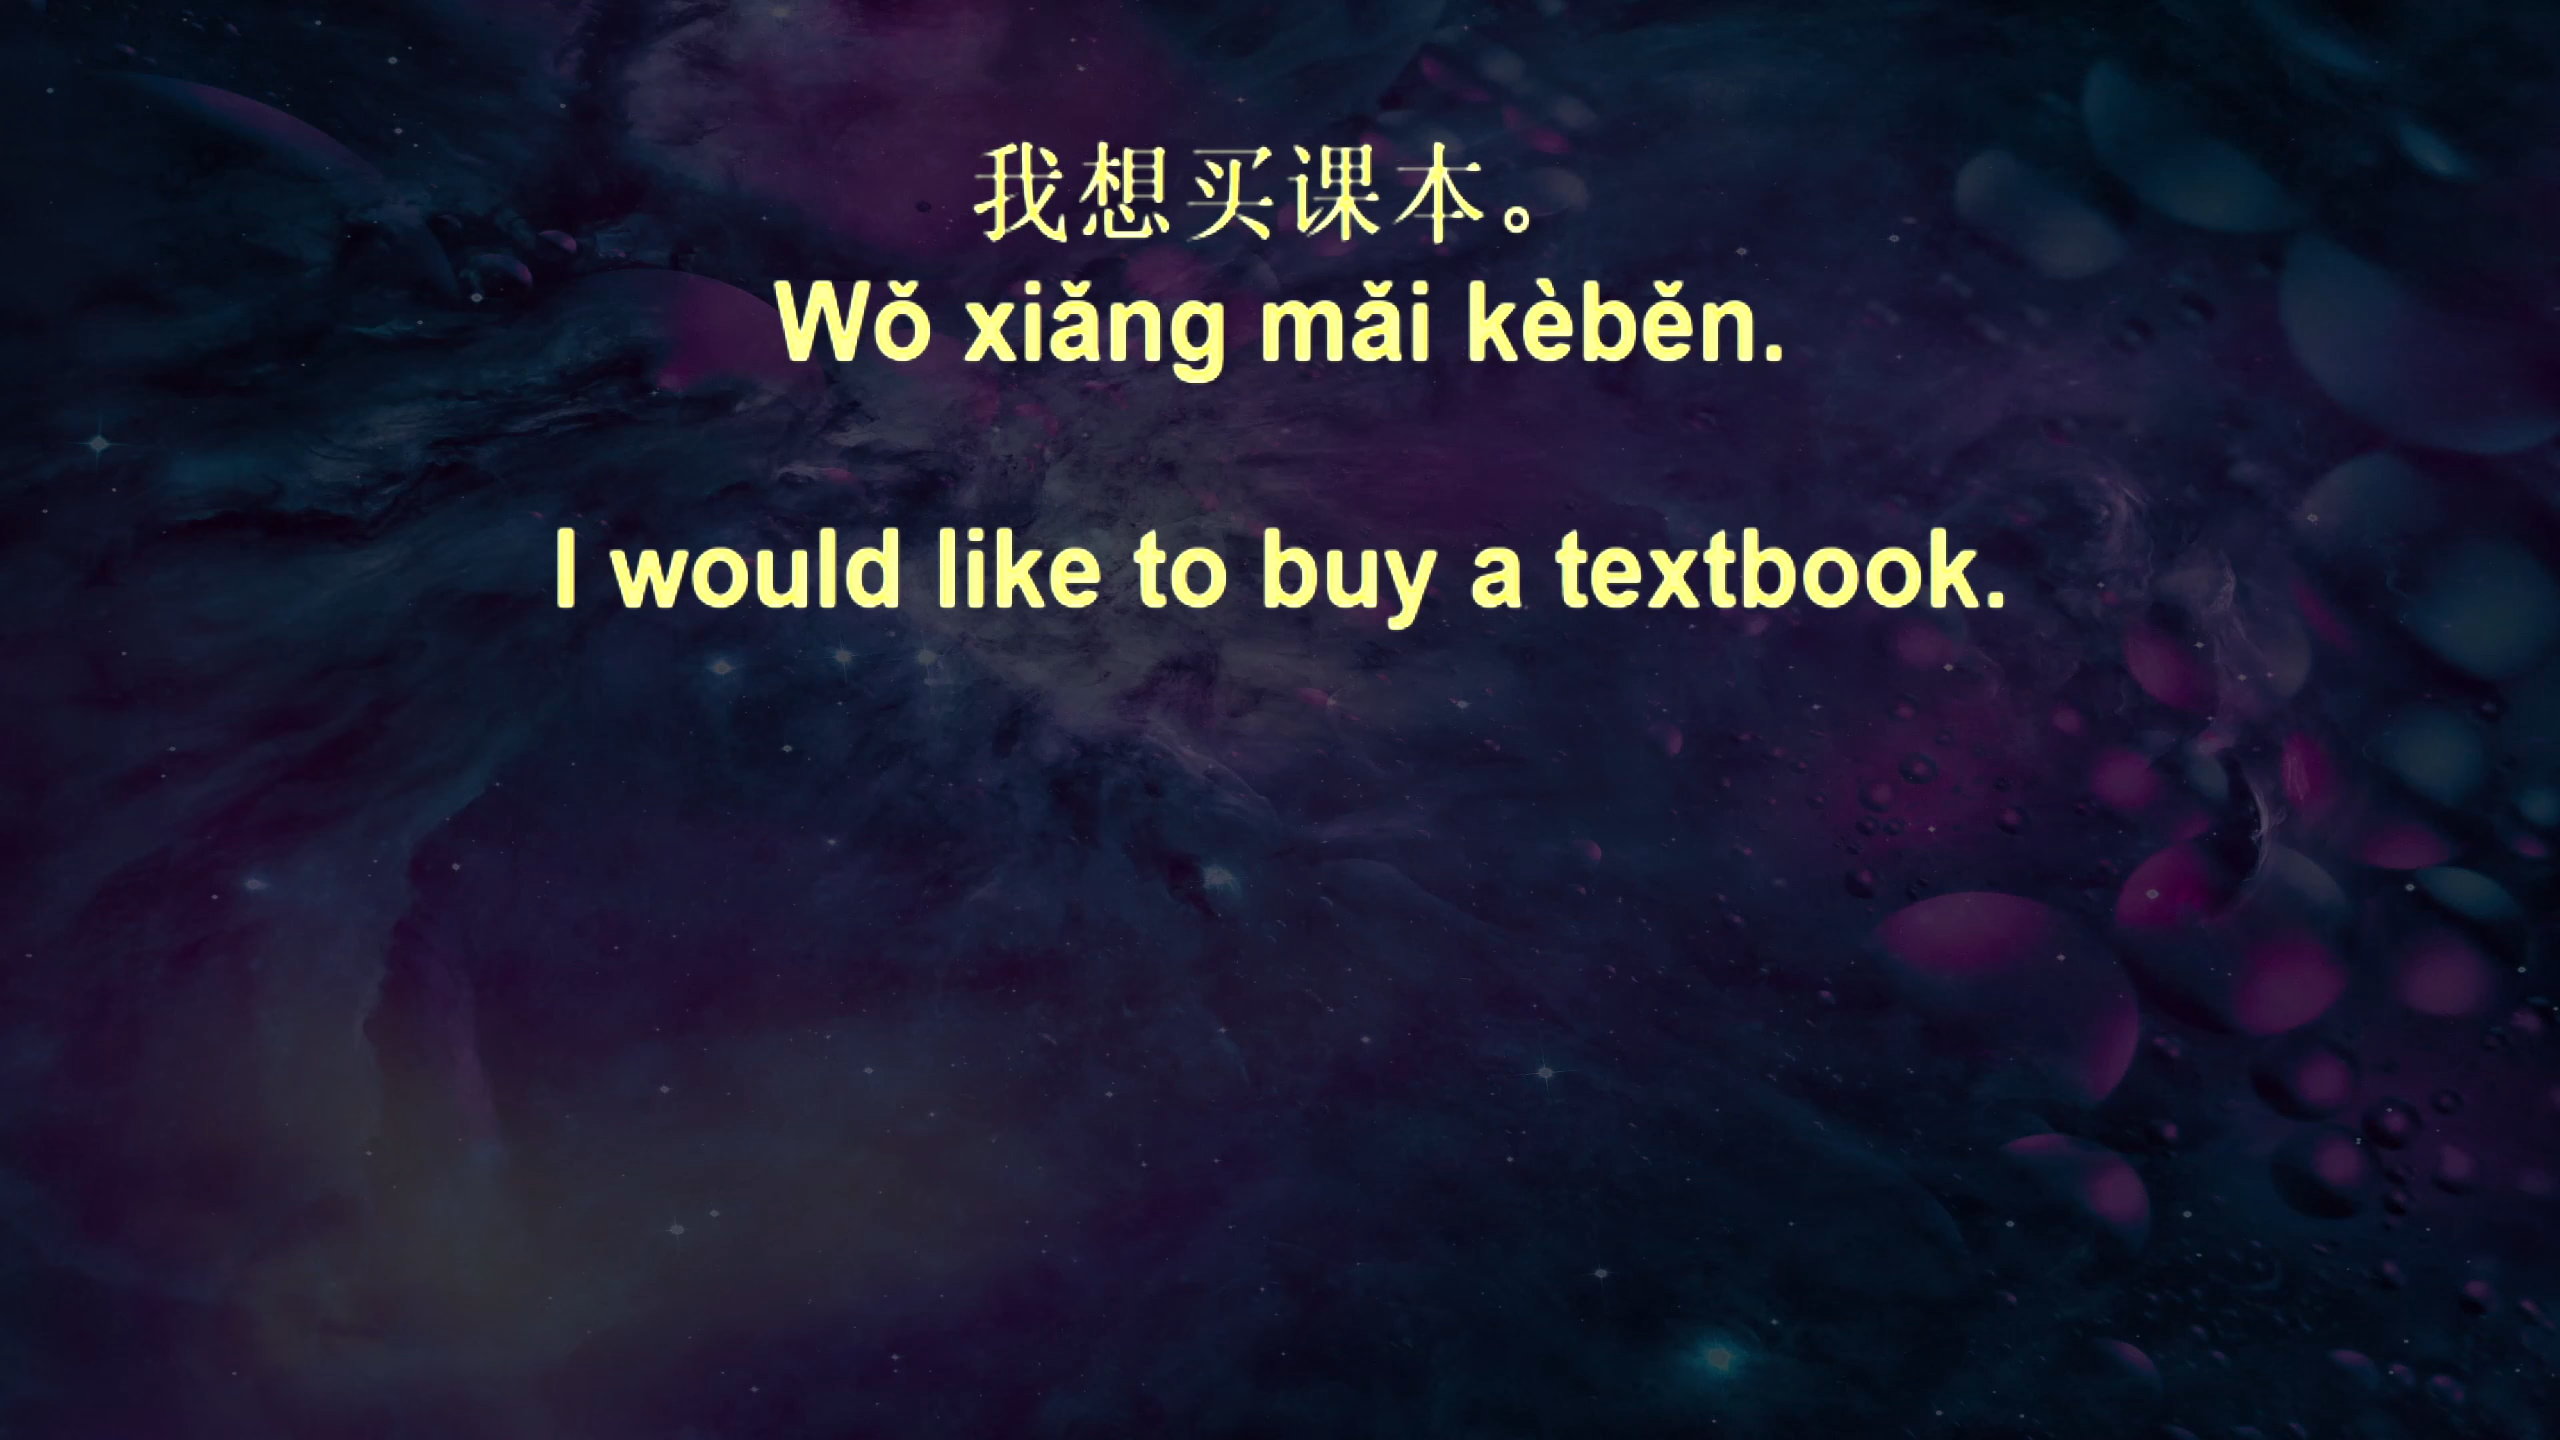 我想买课本。
Wǒ xiǎng mǎi kèběn.
I would like to buy a textbook.